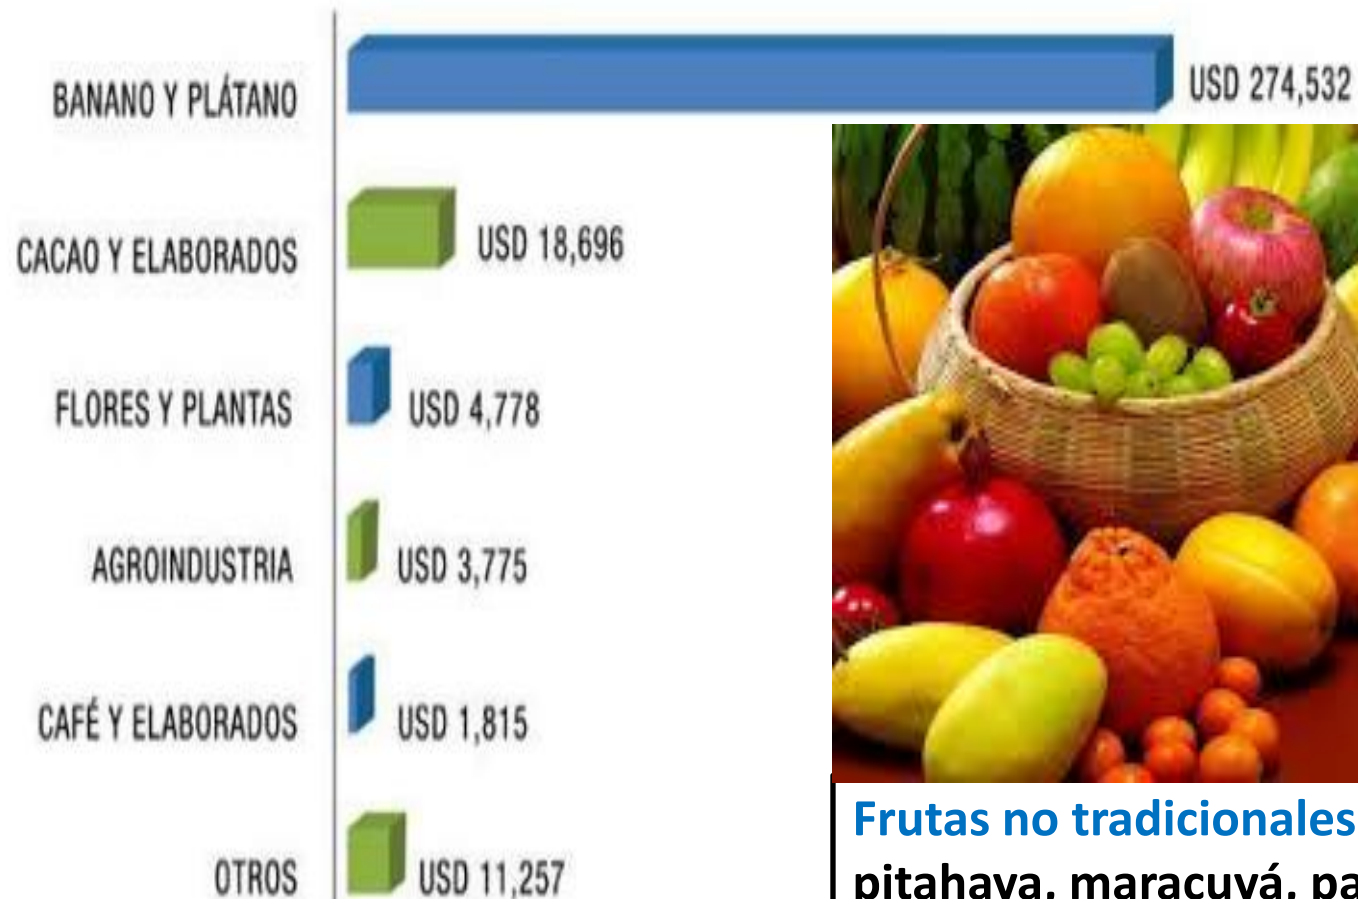 BANANO Y PLÁTANO
USD 274,532
CACAO Y ELABORADOS
USD 18,696
FLORES Y PLANTAS
USD 4,778
AGROINDUSTRIA
USD 3,775
CAFÉ Y ELABORADOS
USD 1,815
OTROS
USD 11,257
Frutas no tradicionales
pitahaya, maracuyá,